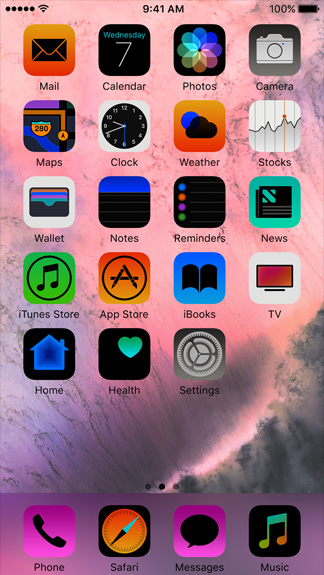 9:41 AM 100%
Wednesday
7
Mail Calendar Photos Camera
280
Maps Clock Weather Stocks
Wallet Notes Reminders News
iTunes Store App Store iBooks TV
Home Health Settings
Phone Safari Messages Music